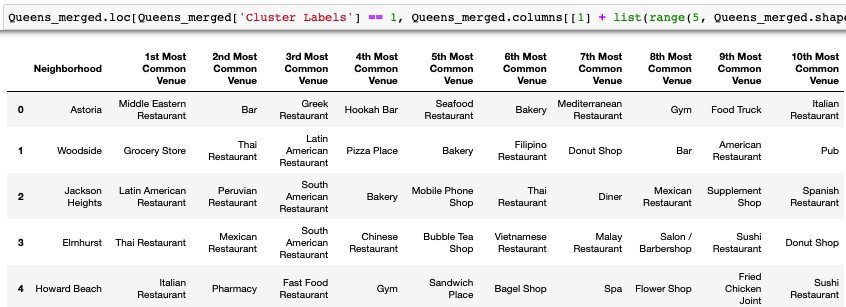 Queens_merged.loc[Queens_merged['Cluster Labels'] == 1, Queens_merged.columns[[1] + list(range(5, Queens_merged.shape
Neighborhood 1st Most Common Venue 2nd Most Common Venue 3rd Most Common Venue 4th Most Common Venue 5th Most Common Venue 6th Most Common Venue 7th Most Common Venue 8th Most Common Venue 9th Most Common Venue 10th Most Common Venue
0 Astoria Middle Eastern Restaurant Bar Greek Restaurant Hookah Bar Seafood Restaurant Bakery Mediterranean Restaurant Gym Food Truck Italian Restaurant
1 Woodside Grocery Store Thai Restaurant Latin American Restaurant Pizza Place Bakery Filipino Restaurant Donut Shop Bar American Restaurant Pub
2 Jackson Heights Latin American Restaurant Peruvian Restaurant South American Restaurant Bakery Mobile Phone Shop Thai Restaurant Diner Mexican Restaurant Supplement Shop Spanish Restaurant
3 Elmhurst Thai Restaurant Mexican Restaurant South American Restaurant Chinese Restaurant Bubble Tea Shop Vietnamese Restaurant Malay Restaurant Salon / Barbershop Sushi Restaurant Donut Shop
4 Howard Beach Italian Restaurant Pharmacy Fast Food Restaurant Gym Sandwich Place Bagel Shop Spa Flower Shop Fried Chicken Joint Sushi Restaurant